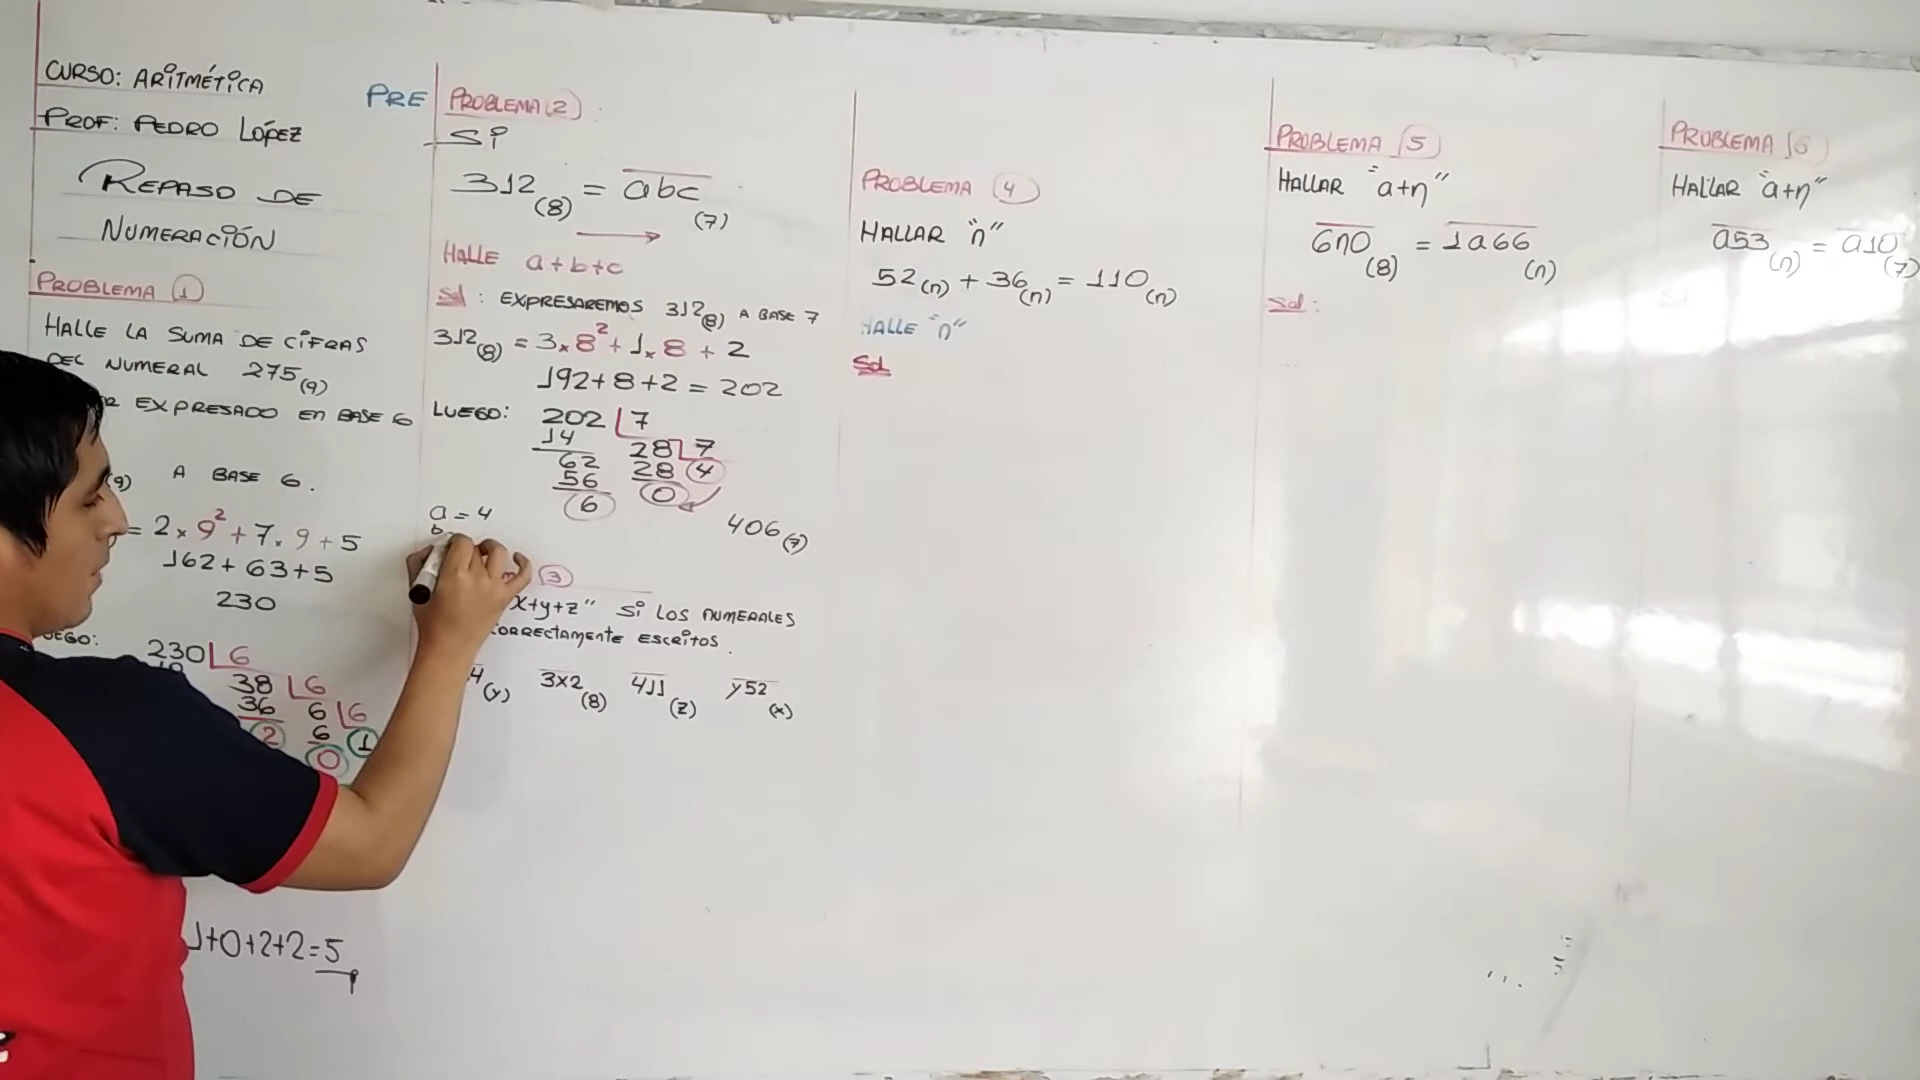 CURSO: ARITMÉTICA
PROF: PEDRO LÓPEZ
REPASO DE
NUMERACIÓN
PROBLEMA 1
HALLE LA SUMA DE CIFRAS
DEL NUMERAL 275(9)
EXPRESADO EN BASE 6
(9) A BASE 6.
= 2 x 9² + 7 x 9 + 5
162 + 63 + 5
230
LUEGO:
230 6
38 6
36 6 6
2 6 1
0
1+0+2+2=5
PRE
PROBLEMA (2)
Si
312(8) = abc(7)
HALLE a+b+c
Sol: EXPRESAREMOS 312(8) A BASE 7
312(8) = 3 x 8² + 1 x 8 + 2
192 + 8 + 2 = 202
LUEGO: 202 7
14 28 7
62 28 4
56 0
6
406(7)
a = 4
b
3
x+y+z" Si LOS NUMERALES
CORRECTAMENTE ESCRITOS.
4(y) 3x2(8) 411(z) y52(x)
PROBLEMA 4
HALLAR "n"
52(n) + 36(n) = 110(n)
HALLE "n"
Sol
PROBLEMA 5
HALLAR "a+n"
6n0(8) = 1a66(n)
Sol:
PROBLEMA 6
HALLAR "a+n"
a53(n) = a10(7)